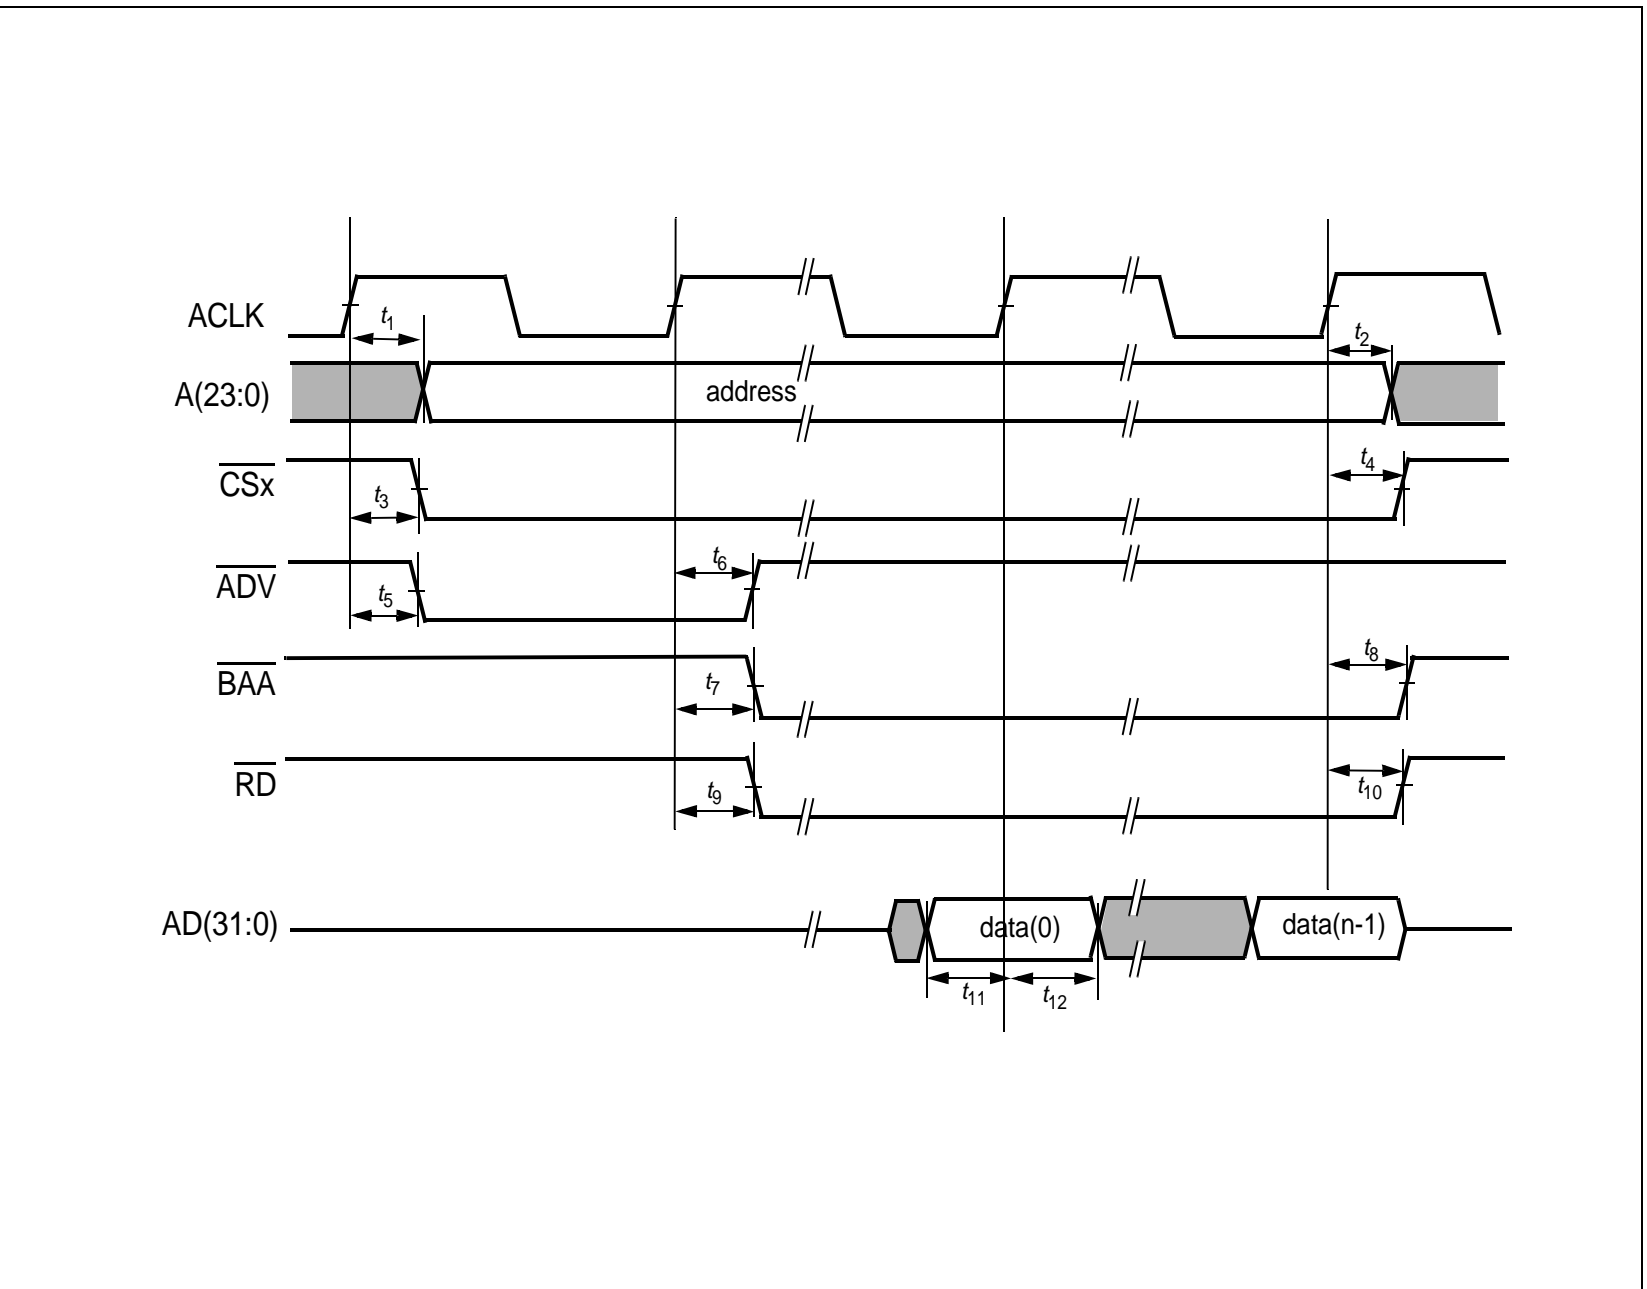 ACLK
t1
t2
A(23:0)
address
CSx
t3
t4
ADV
t5
t6
BAA
t7
t8
RD
t9
t10
AD(31:0)
data(0)
data(n-1)
t11
t12